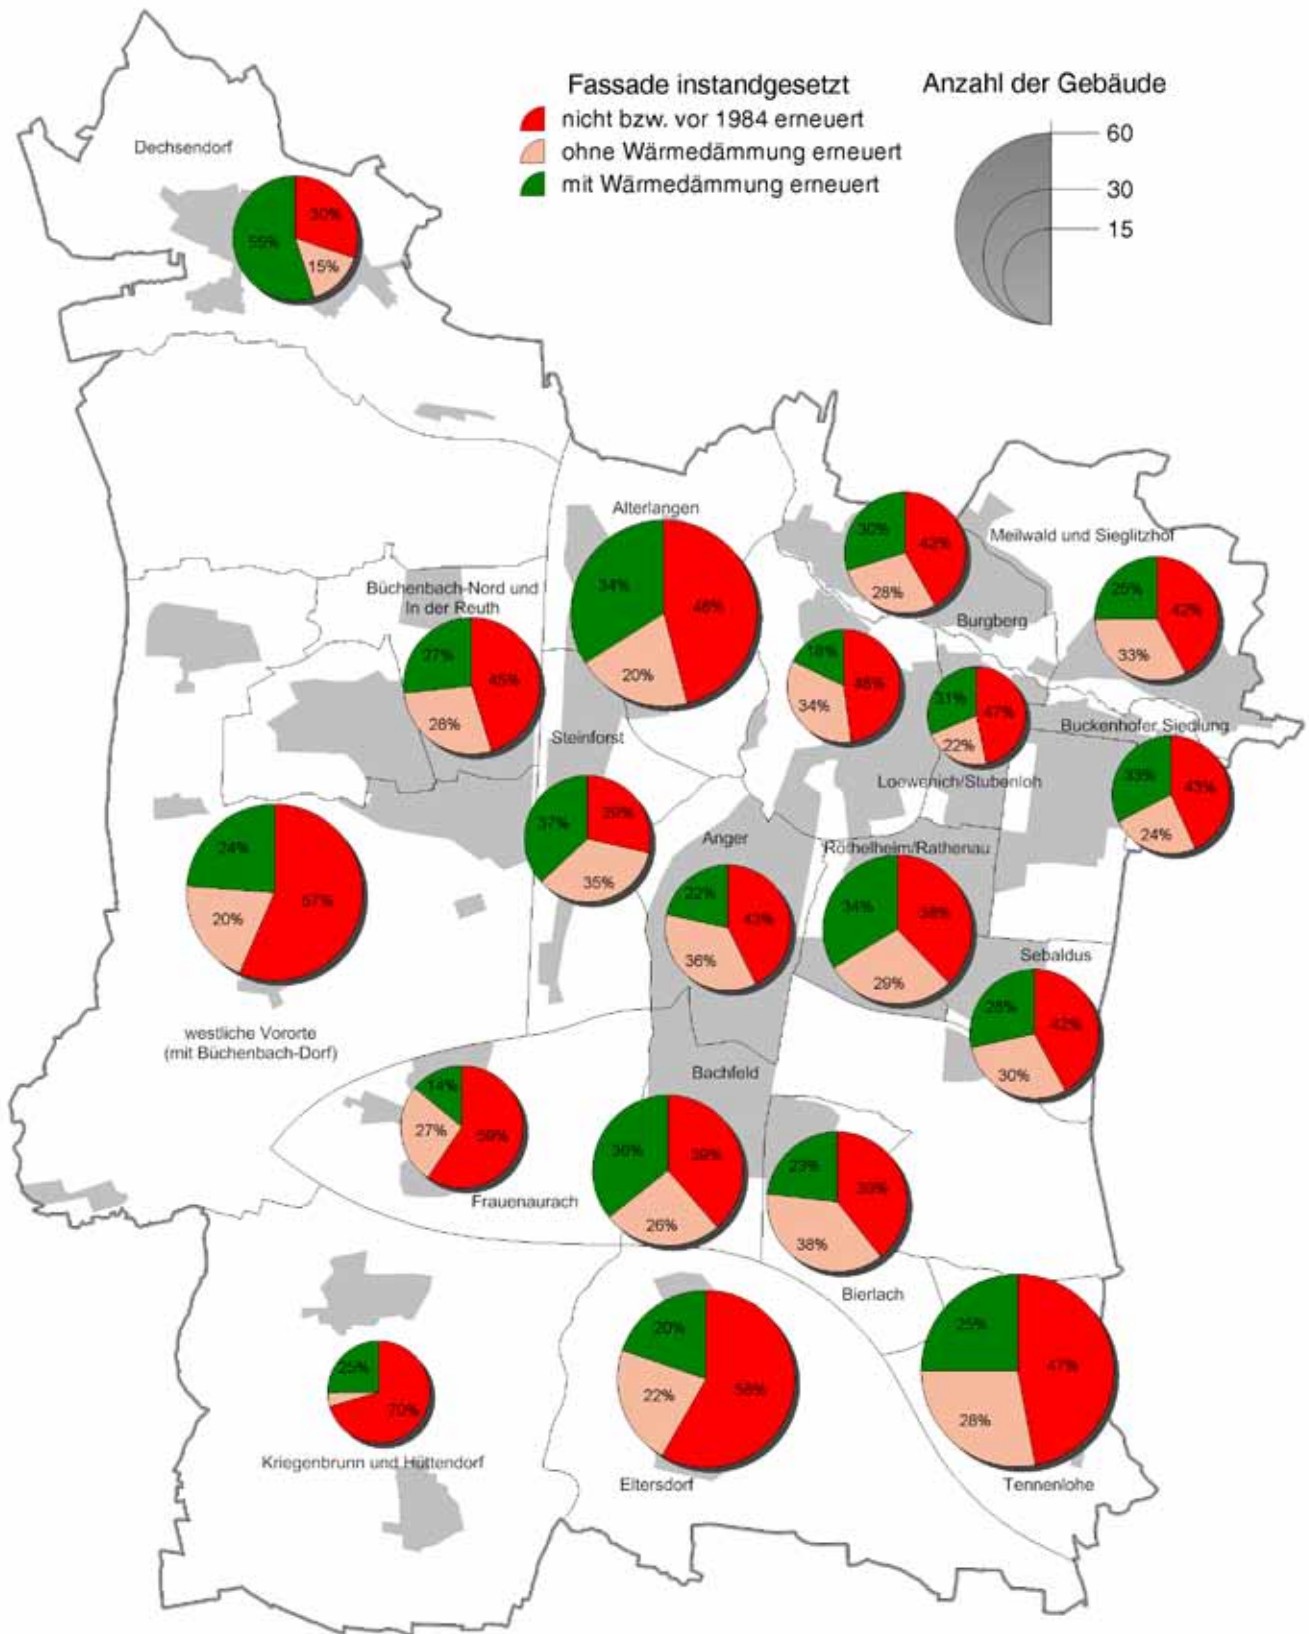 Fassade instandgesetzt
nicht bzw. vor 1984 erneuert
ohne Wärmedämmung erneuert
mit Wärmedämmung erneuert
Anzahl der Gebäude
60
30
15
Dechsendorf
30%
55%
15%
Alterlangen
34%
46%
20%
30%
42%
28%
Burgberg
Meilwald und Sieglitzhof
25%
42%
33%
Büchenbach-Nord und
In der Reuth
27%
45%
28%
18%
48%
34%
31%
47%
22%
Loewenich/Stubenloh
Buckenhofer Siedlung
33%
43%
24%
Steinforst
37%
35%
Anger
22%
43%
36%
Röthelheim/Rathenau
34%
38%
29%
24%
57%
20%
westliche Vororte
(mit Büchenbach-Dorf)
Sebaldus
28%
42%
30%
14%
59%
27%
Frauenaurach
Bachfeld
36%
39%
26%
23%
39%
38%
Bierlach
25%
70%
Kriegenbrunn und Hüttendorf
20%
58%
22%
Eltersdorf
25%
47%
28%
Tennenlohe